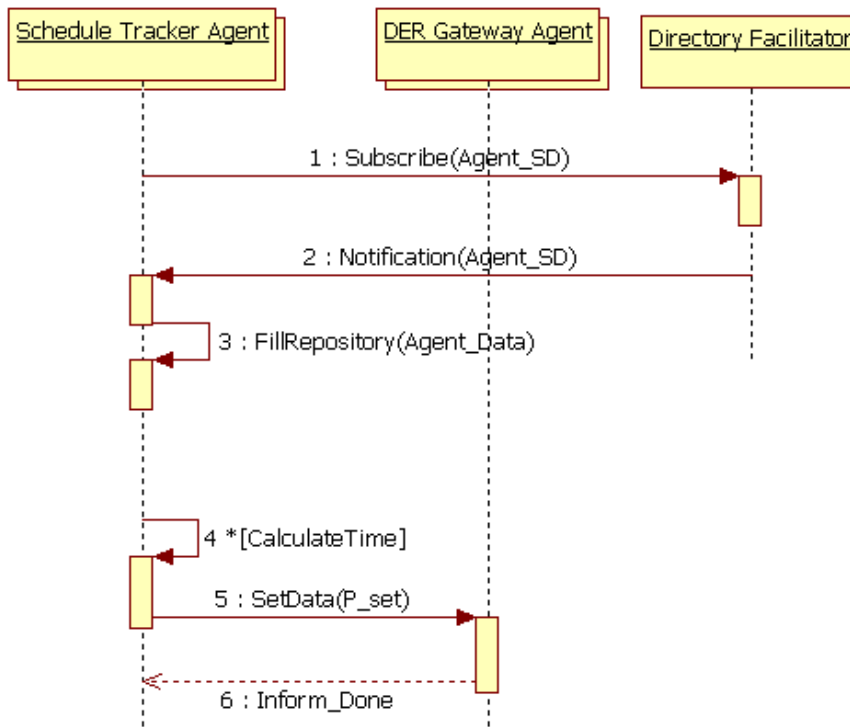 Schedule Tracker Agent
DER Gateway Agent
Directory Facilitator
1 : Subscribe(Agent_SD)
2 : Notification(Agent_SD)
3 : FillRepository(Agent_Data)
4 *[CalculateTime]
5 : SetData(P_set)
6 : Inform_Done